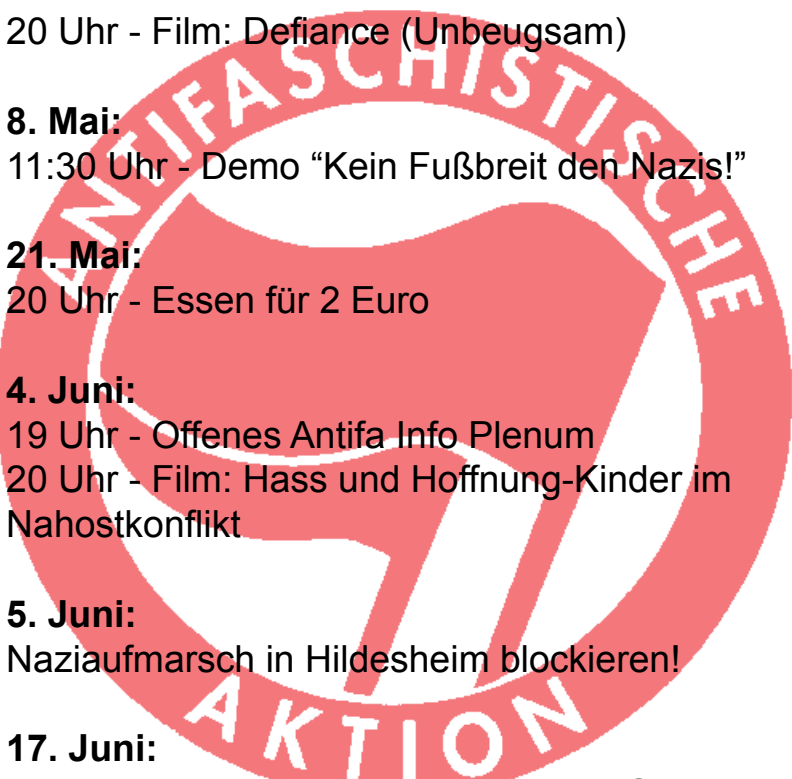 20 Uhr - Film: Defiance (Unbeugsam)
8. Mai:
11:30 Uhr - Demo “Kein Fußbreit den Nazis!”
21. Mai:
20 Uhr - Essen für 2 Euro
4. Juni:
19 Uhr - Offenes Antifa Info Plenum
20 Uhr - Film: Hass und Hoffnung-Kinder im
Nahostkonflikt
5. Juni:
Naziaufmarsch in Hildesheim blockieren!
17. Juni:
ANTIFASCHISTISCHE
AKTION